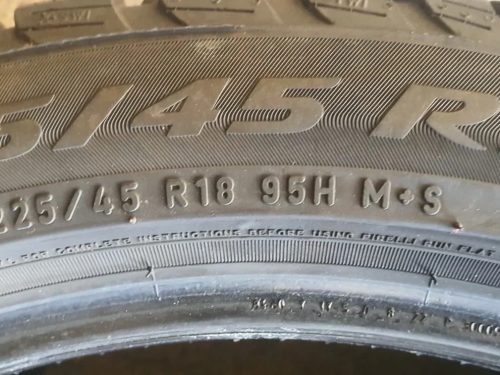 5/45 R
225/45 R18 95H M+S
FOR COMPLETE INSTRUCTIONS BEFORE USING PIRELLI RUN FLAT